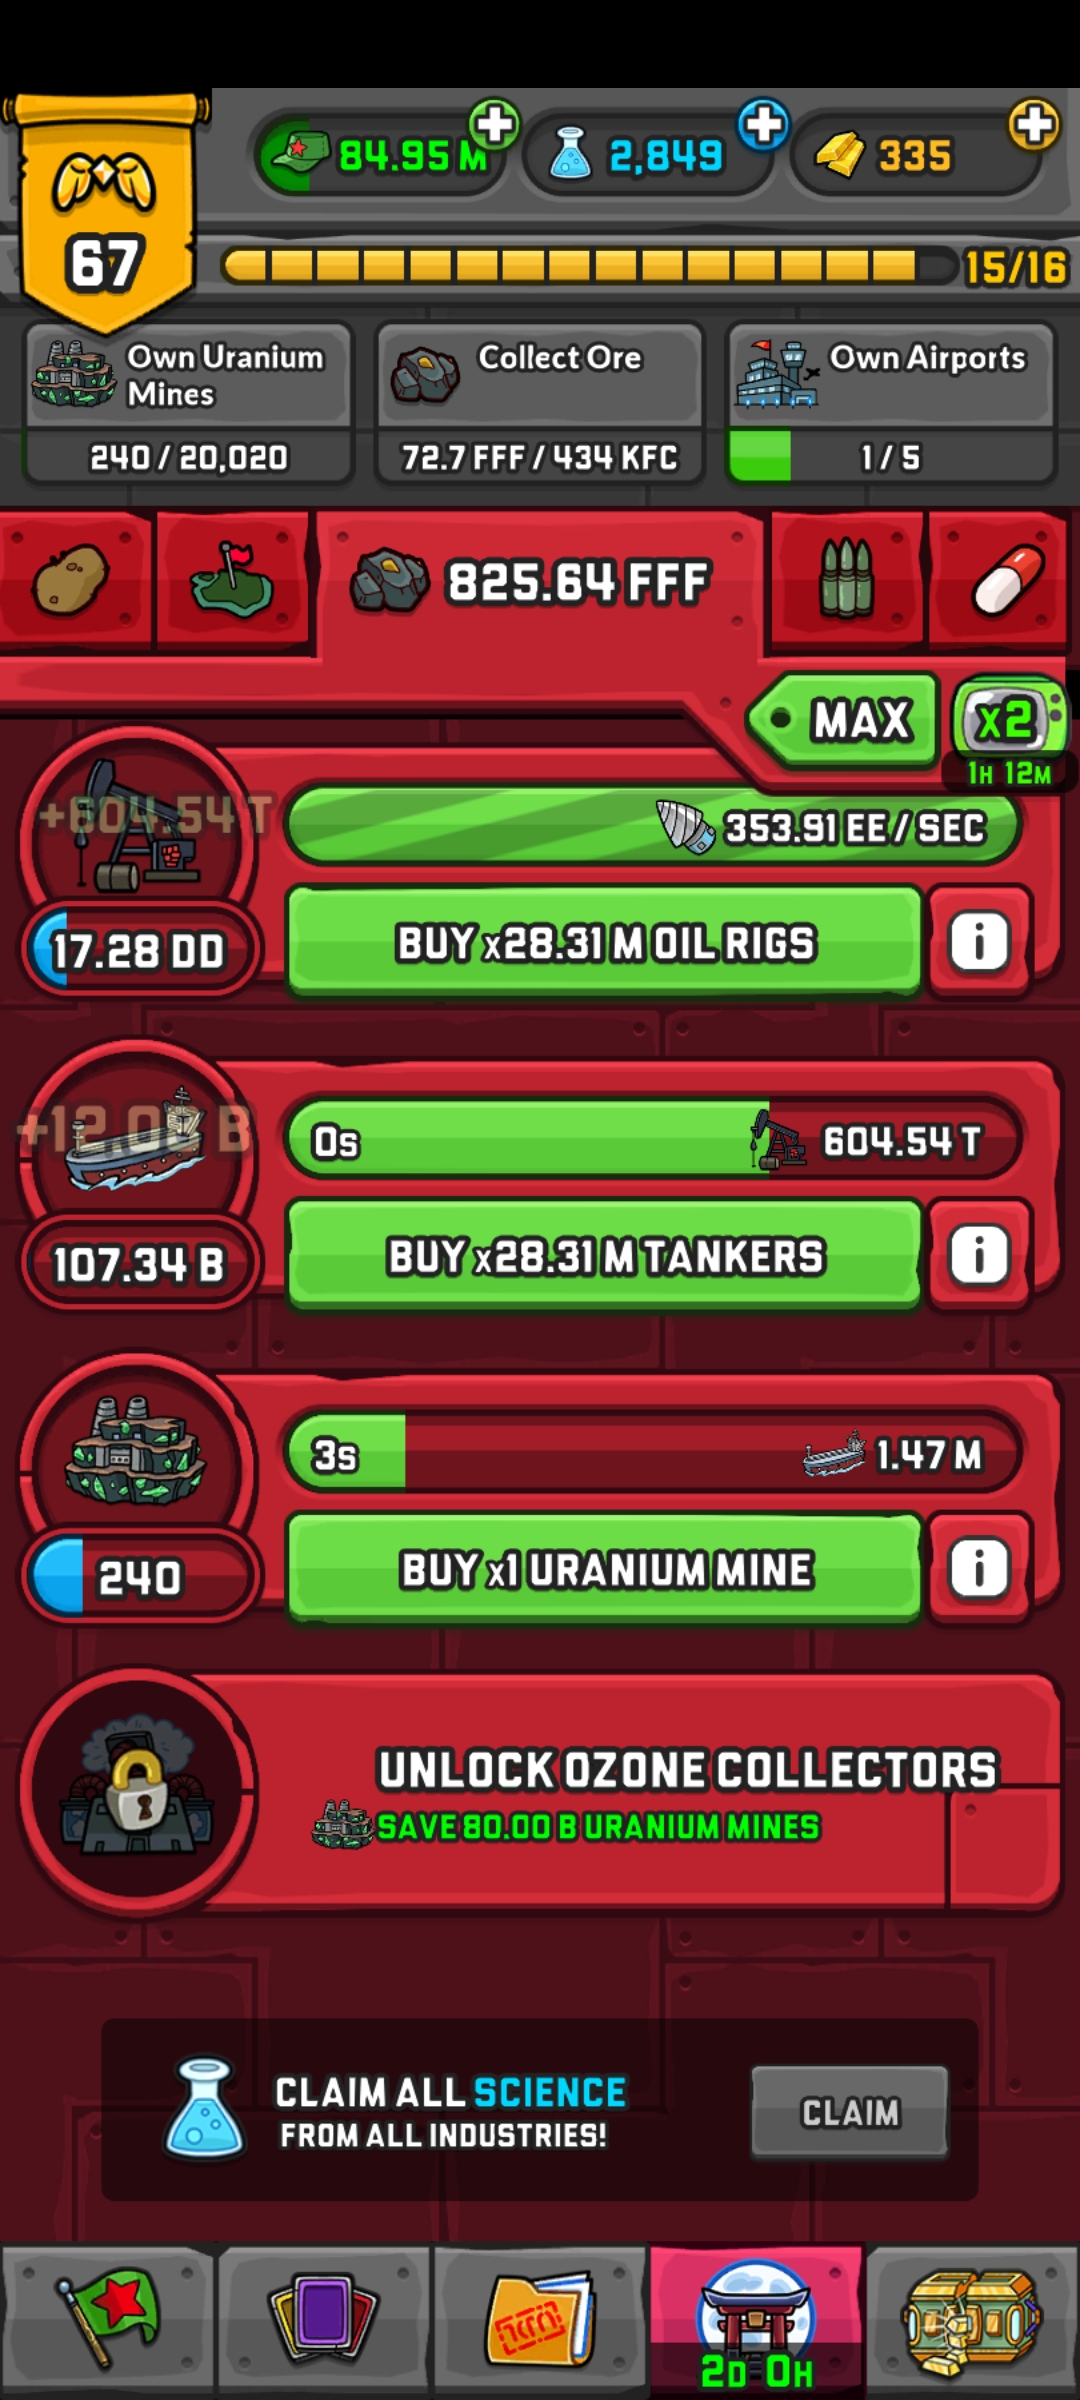 84.95 M
2,849
335
67
15/16
Own Uranium
Mines
240 / 20,020
Collect Ore
72.7 FFF / 434 KFC
Own Airports
1 / 5
825.64 FFF
MAX
x2
1H 12M
+604.54 T
353.91 EE / SEC
17.28 DD
BUY x28.31 M OIL RIGS
i
0s
604.54 T
107.34 B
BUY x28.31 M TANKERS
i
3s
1.47 M
240
BUY x1 URANIUM MINE
i
UNLOCK OZONE COLLECTORS
SAVE 80.00 B URANIUM MINES
CLAIM ALL SCIENCE
FROM ALL INDUSTRIES!
CLAIM
2D 0H